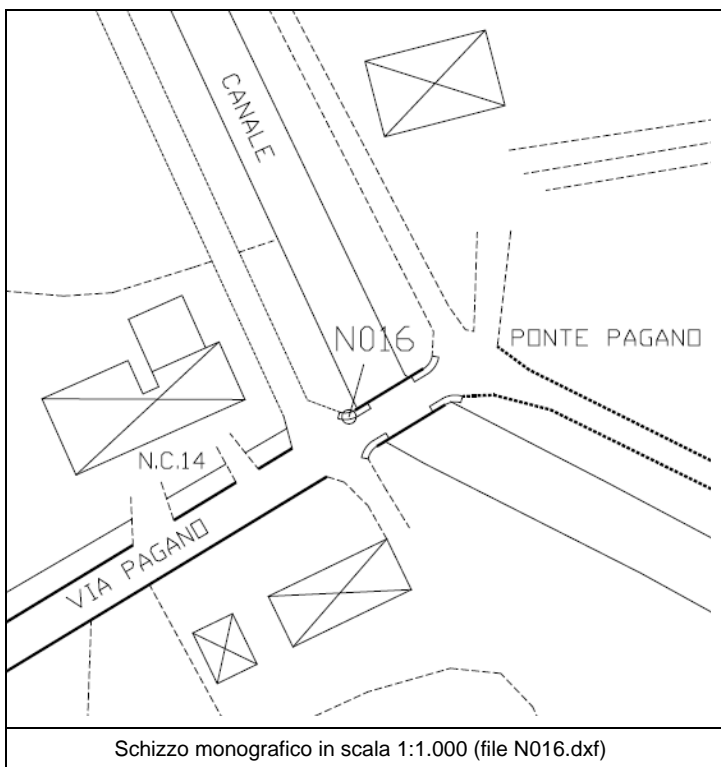 CANALE
N016
PONTE PAGANO
N.C.14
VIA PAGANO
Schizzo monografico in scala 1:1.000 (file N016.dxf)